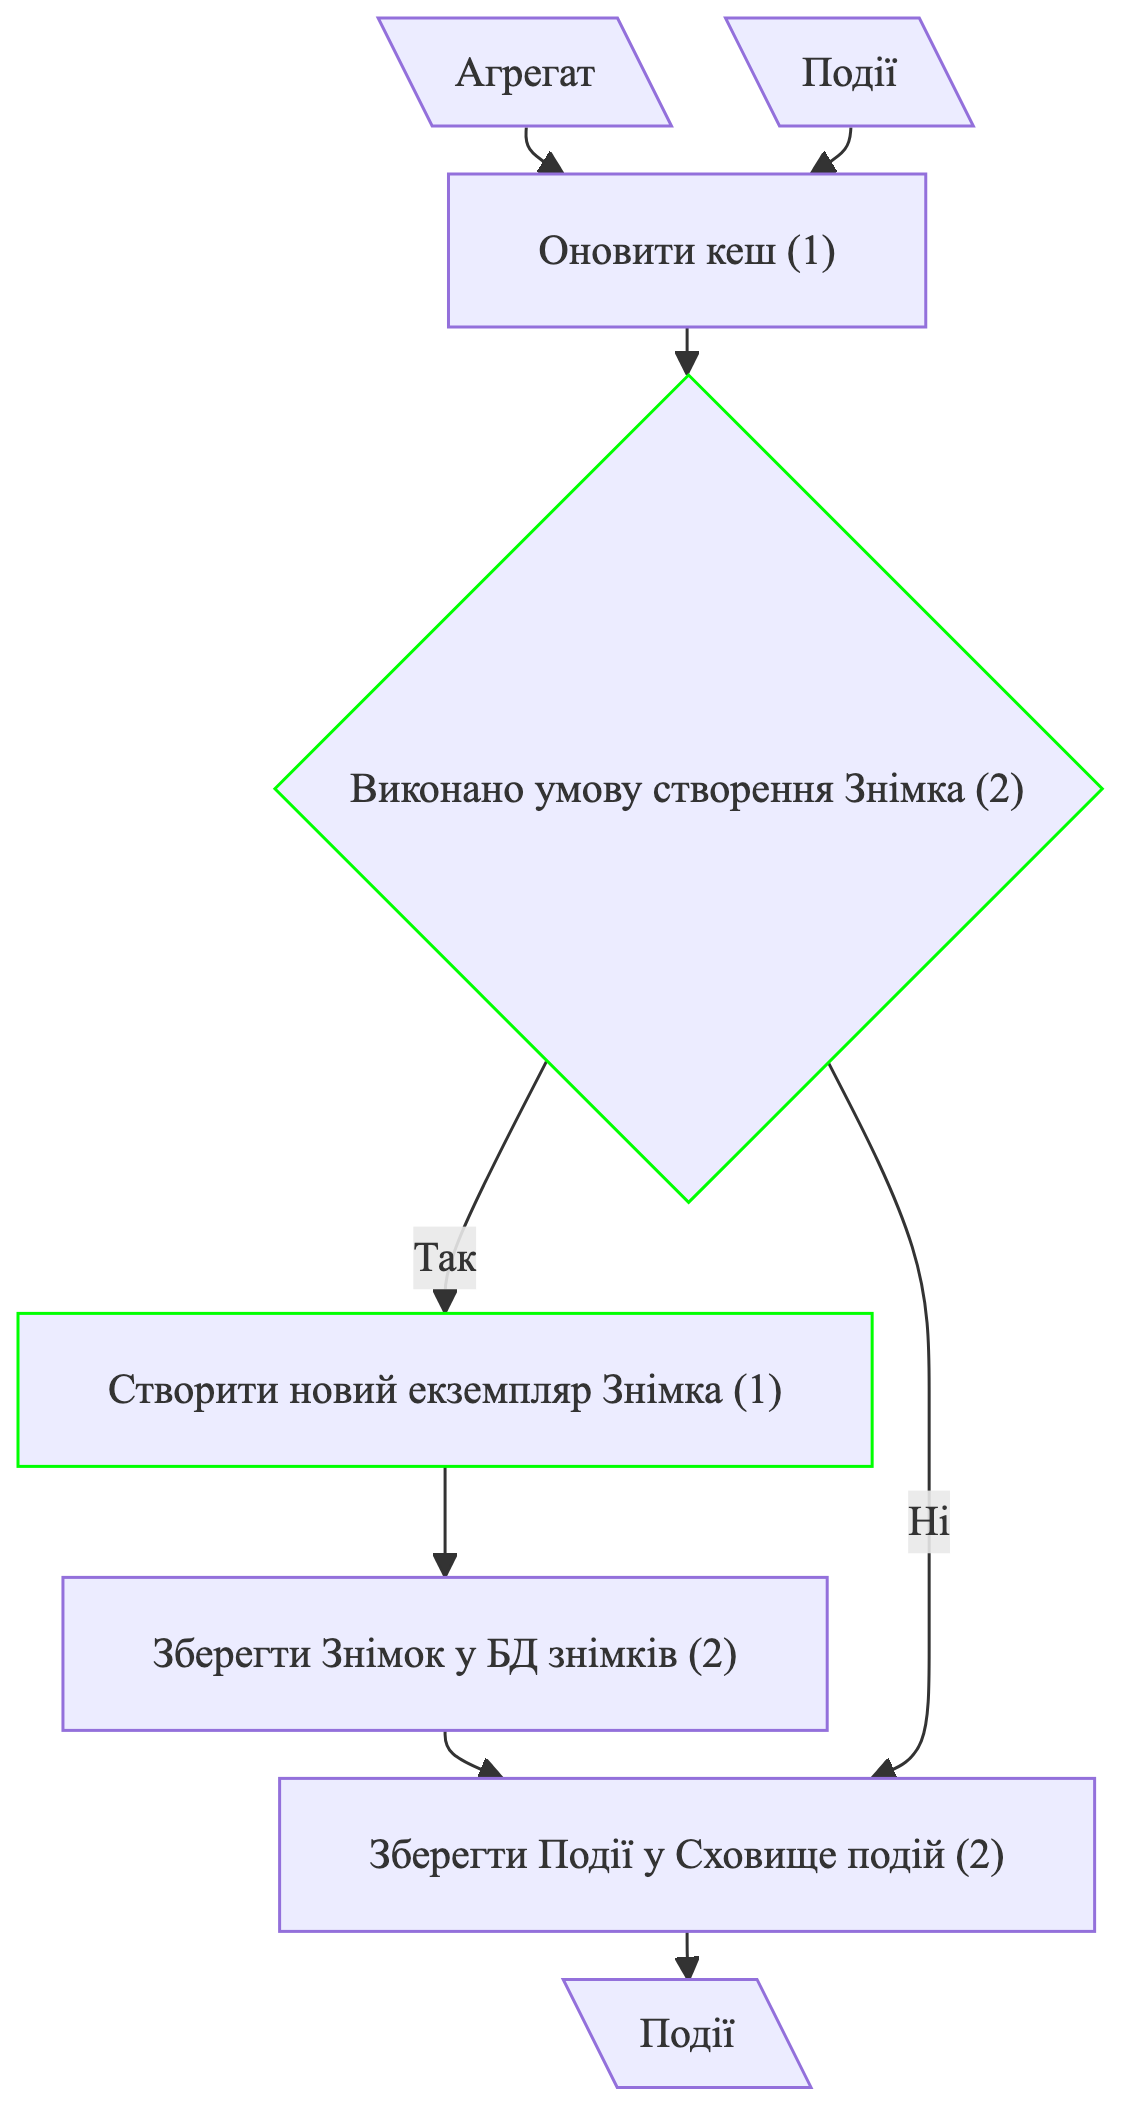 Агрегат
Події
Оновити кеш (1)
Виконано умову створення Знімка (2)
Так
Створити новий екземпляр Знімка (1)
Ні
Зберегти Знімок у БД знімків (2)
Зберегти Події у Сховище подій (2)
Події